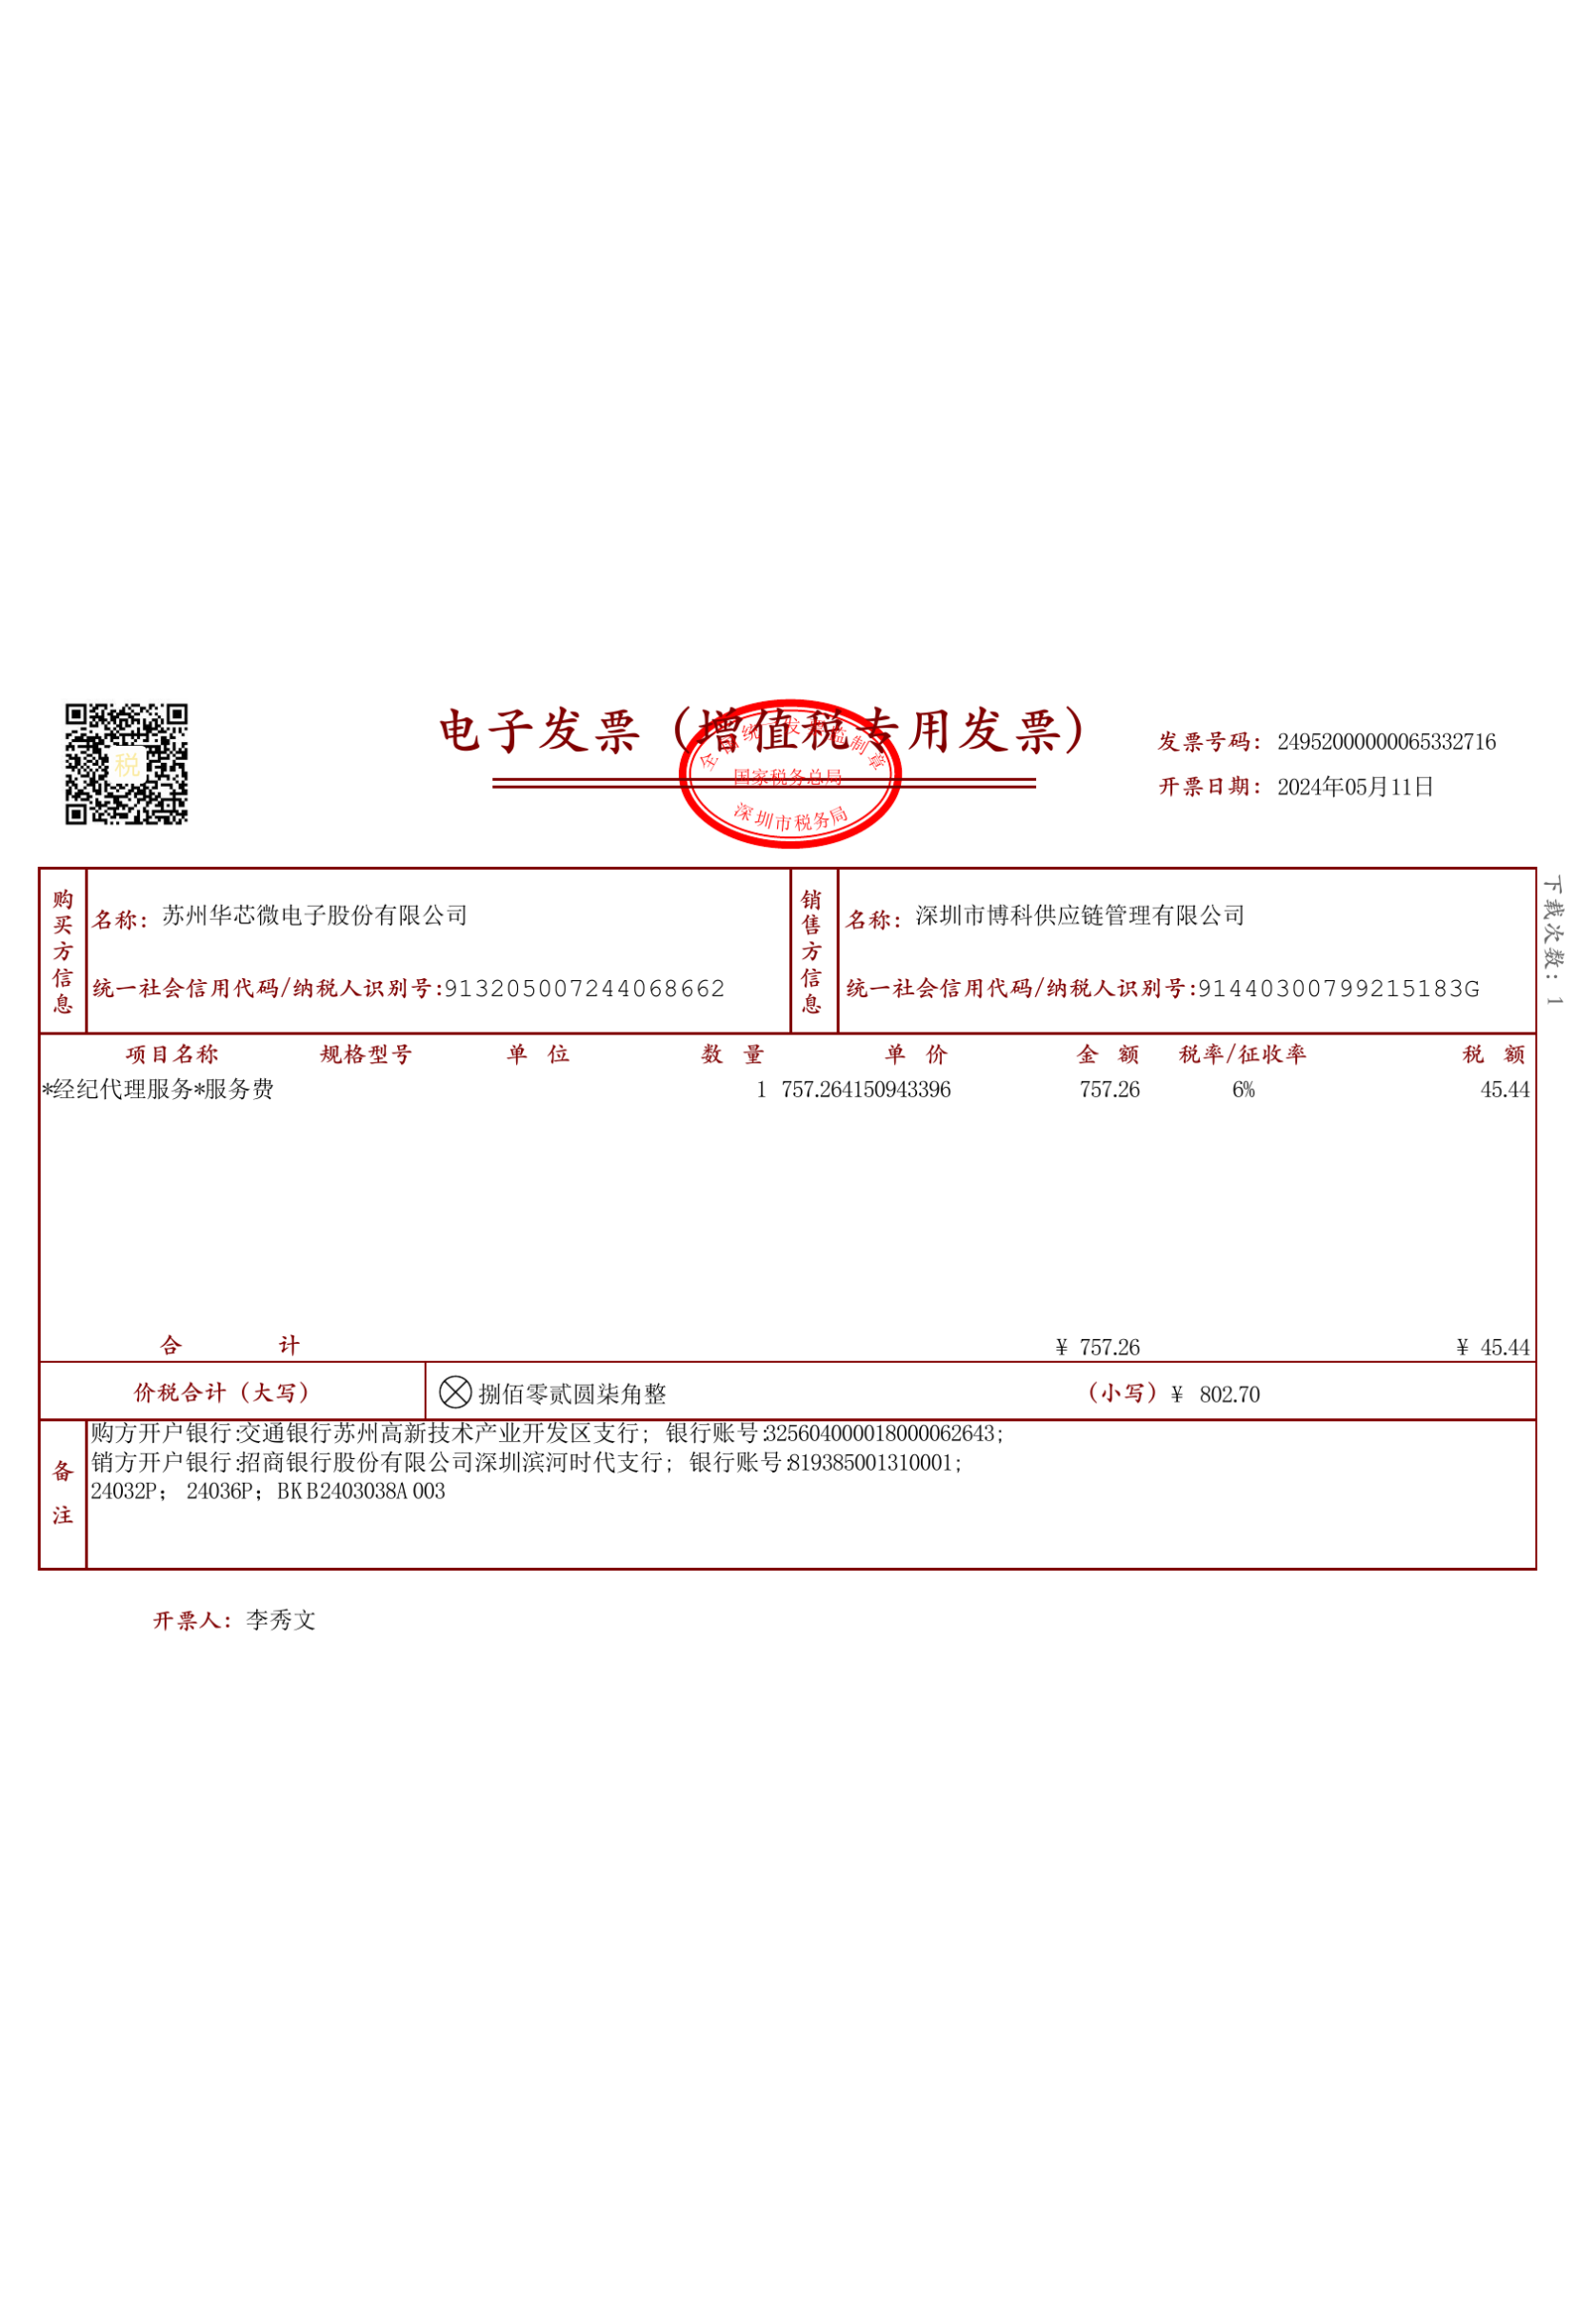 电子发票（增值税专用发票）
全国统一发票监制章
国家税务总局
深圳市税务局
税
发票号码：24952000000065332716
开票日期：2024年05月11日
购买方信息
名称：苏州华芯微电子股份有限公司
统一社会信用代码/纳税人识别号:913205007244068662
销售方信息
名称：深圳市博科供应链管理有限公司
统一社会信用代码/纳税人识别号:91440300799215183G
下载次数：1
项目名称 规格型号 单 位 数 量 单 价 金 额 税率/征收率 税 额
*经纪代理服务*服务费 1 757.264150943396 757.26 6% 45.44
合 计 ¥ 757.26 ¥ 45.44
价税合计（大写） 捌佰零贰圆柒角整 （小写）¥ 802.70
备注
购方开户银行:交通银行苏州高新技术产业开发区支行; 银行账号:325604000018000062643;
销方开户银行:招商银行股份有限公司深圳滨河时代支行; 银行账号:819385001310001;
24032P; 24036P; BKB2403038A003
开票人：李秀文